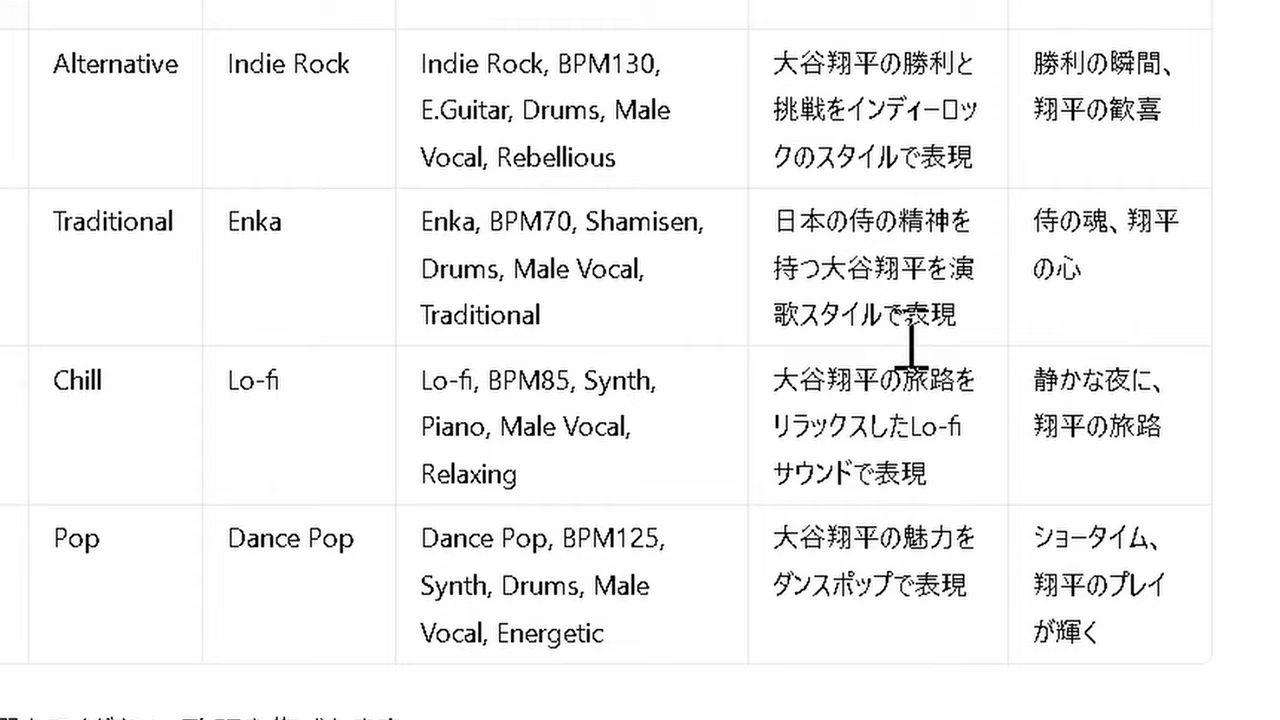 Alternative
Indie Rock
Indie Rock, BPM130,
E.Guitar, Drums, Male
Vocal, Rebellious
大谷翔平の勝利と
挑戦をインディーロッ
クのスタイルで表現
勝利の瞬間、
翔平の歓喜
Traditional
Enka
Enka, BPM70, Shamisen,
Drums, Male Vocal,
Traditional
日本の侍の精神を
持つ大谷翔平を演
歌スタイルで表現
侍の魂、翔平
の心
Chill
Lo-fi
Lo-fi, BPM85, Synth,
Piano, Male Vocal,
Relaxing
大谷翔平の旅路を
リラックスしたLo-fi
サウンドで表現
静かな夜に、
翔平の旅路
Pop
Dance Pop
Dance Pop, BPM125,
Synth, Drums, Male
Vocal, Energetic
大谷翔平の魅力を
ダンスポップで表現
ショータイム、
翔平のプレイ
が輝く